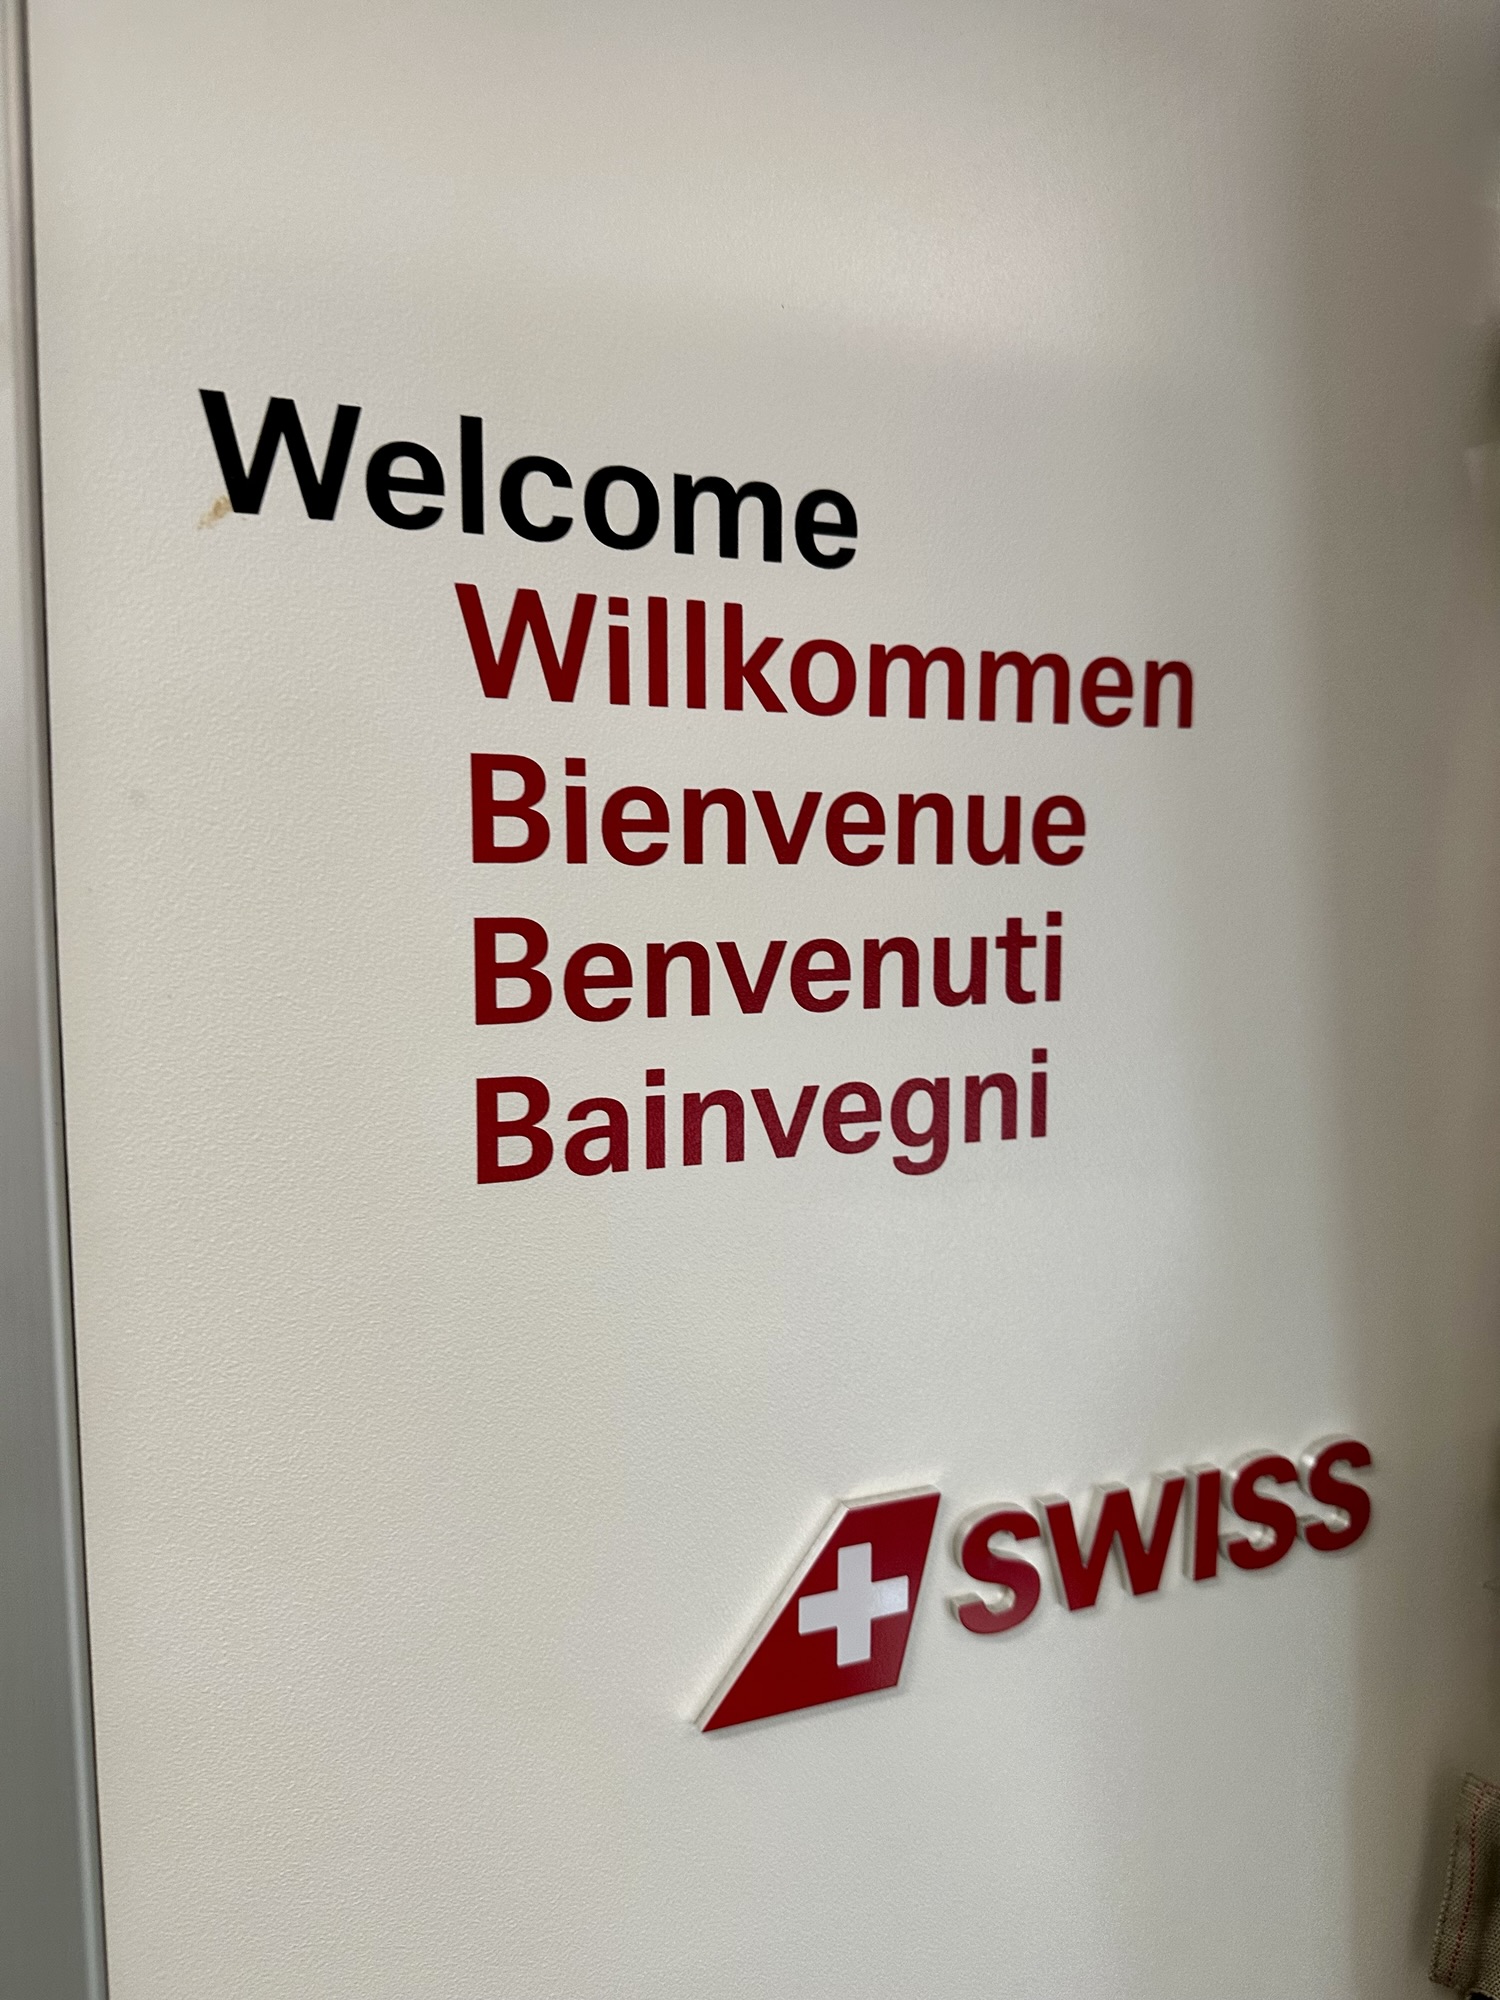 Welcome
Willkommen
Bienvenue
Benvenuti
Bainvegni
SWISS